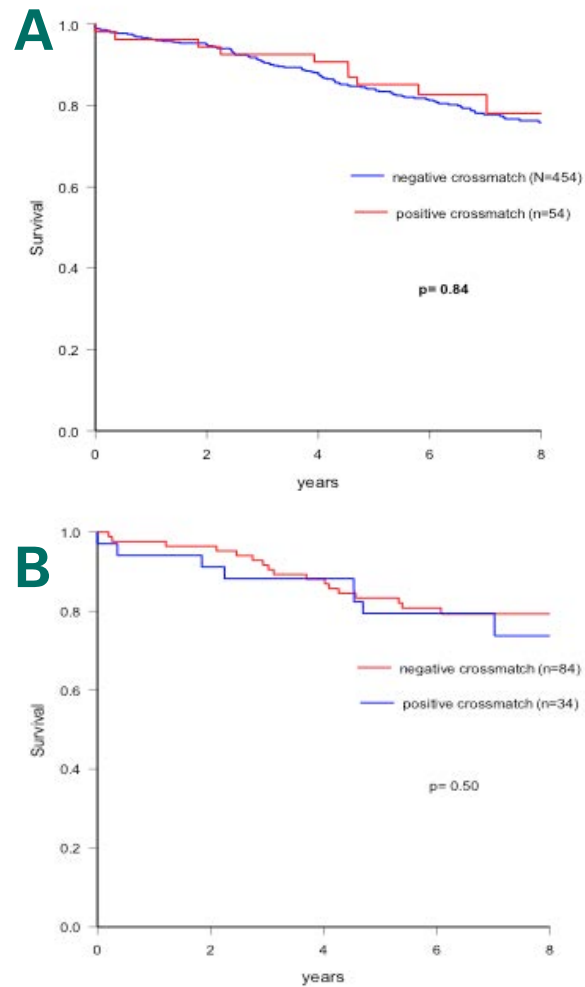 A
1.0
0.8
0.6
0.4
0.2
0.0
Survival
negative crossmatch (N=454)
positive crossmatch (n=54)
p= 0.84
0 2 4 6 8
years
B
1.0
0.8
0.6
0.4
0.2
0.0
Survival
negative crossmatch (n=84)
positive crossmatch (n=34)
p= 0.50
0 2 4 6 8
years